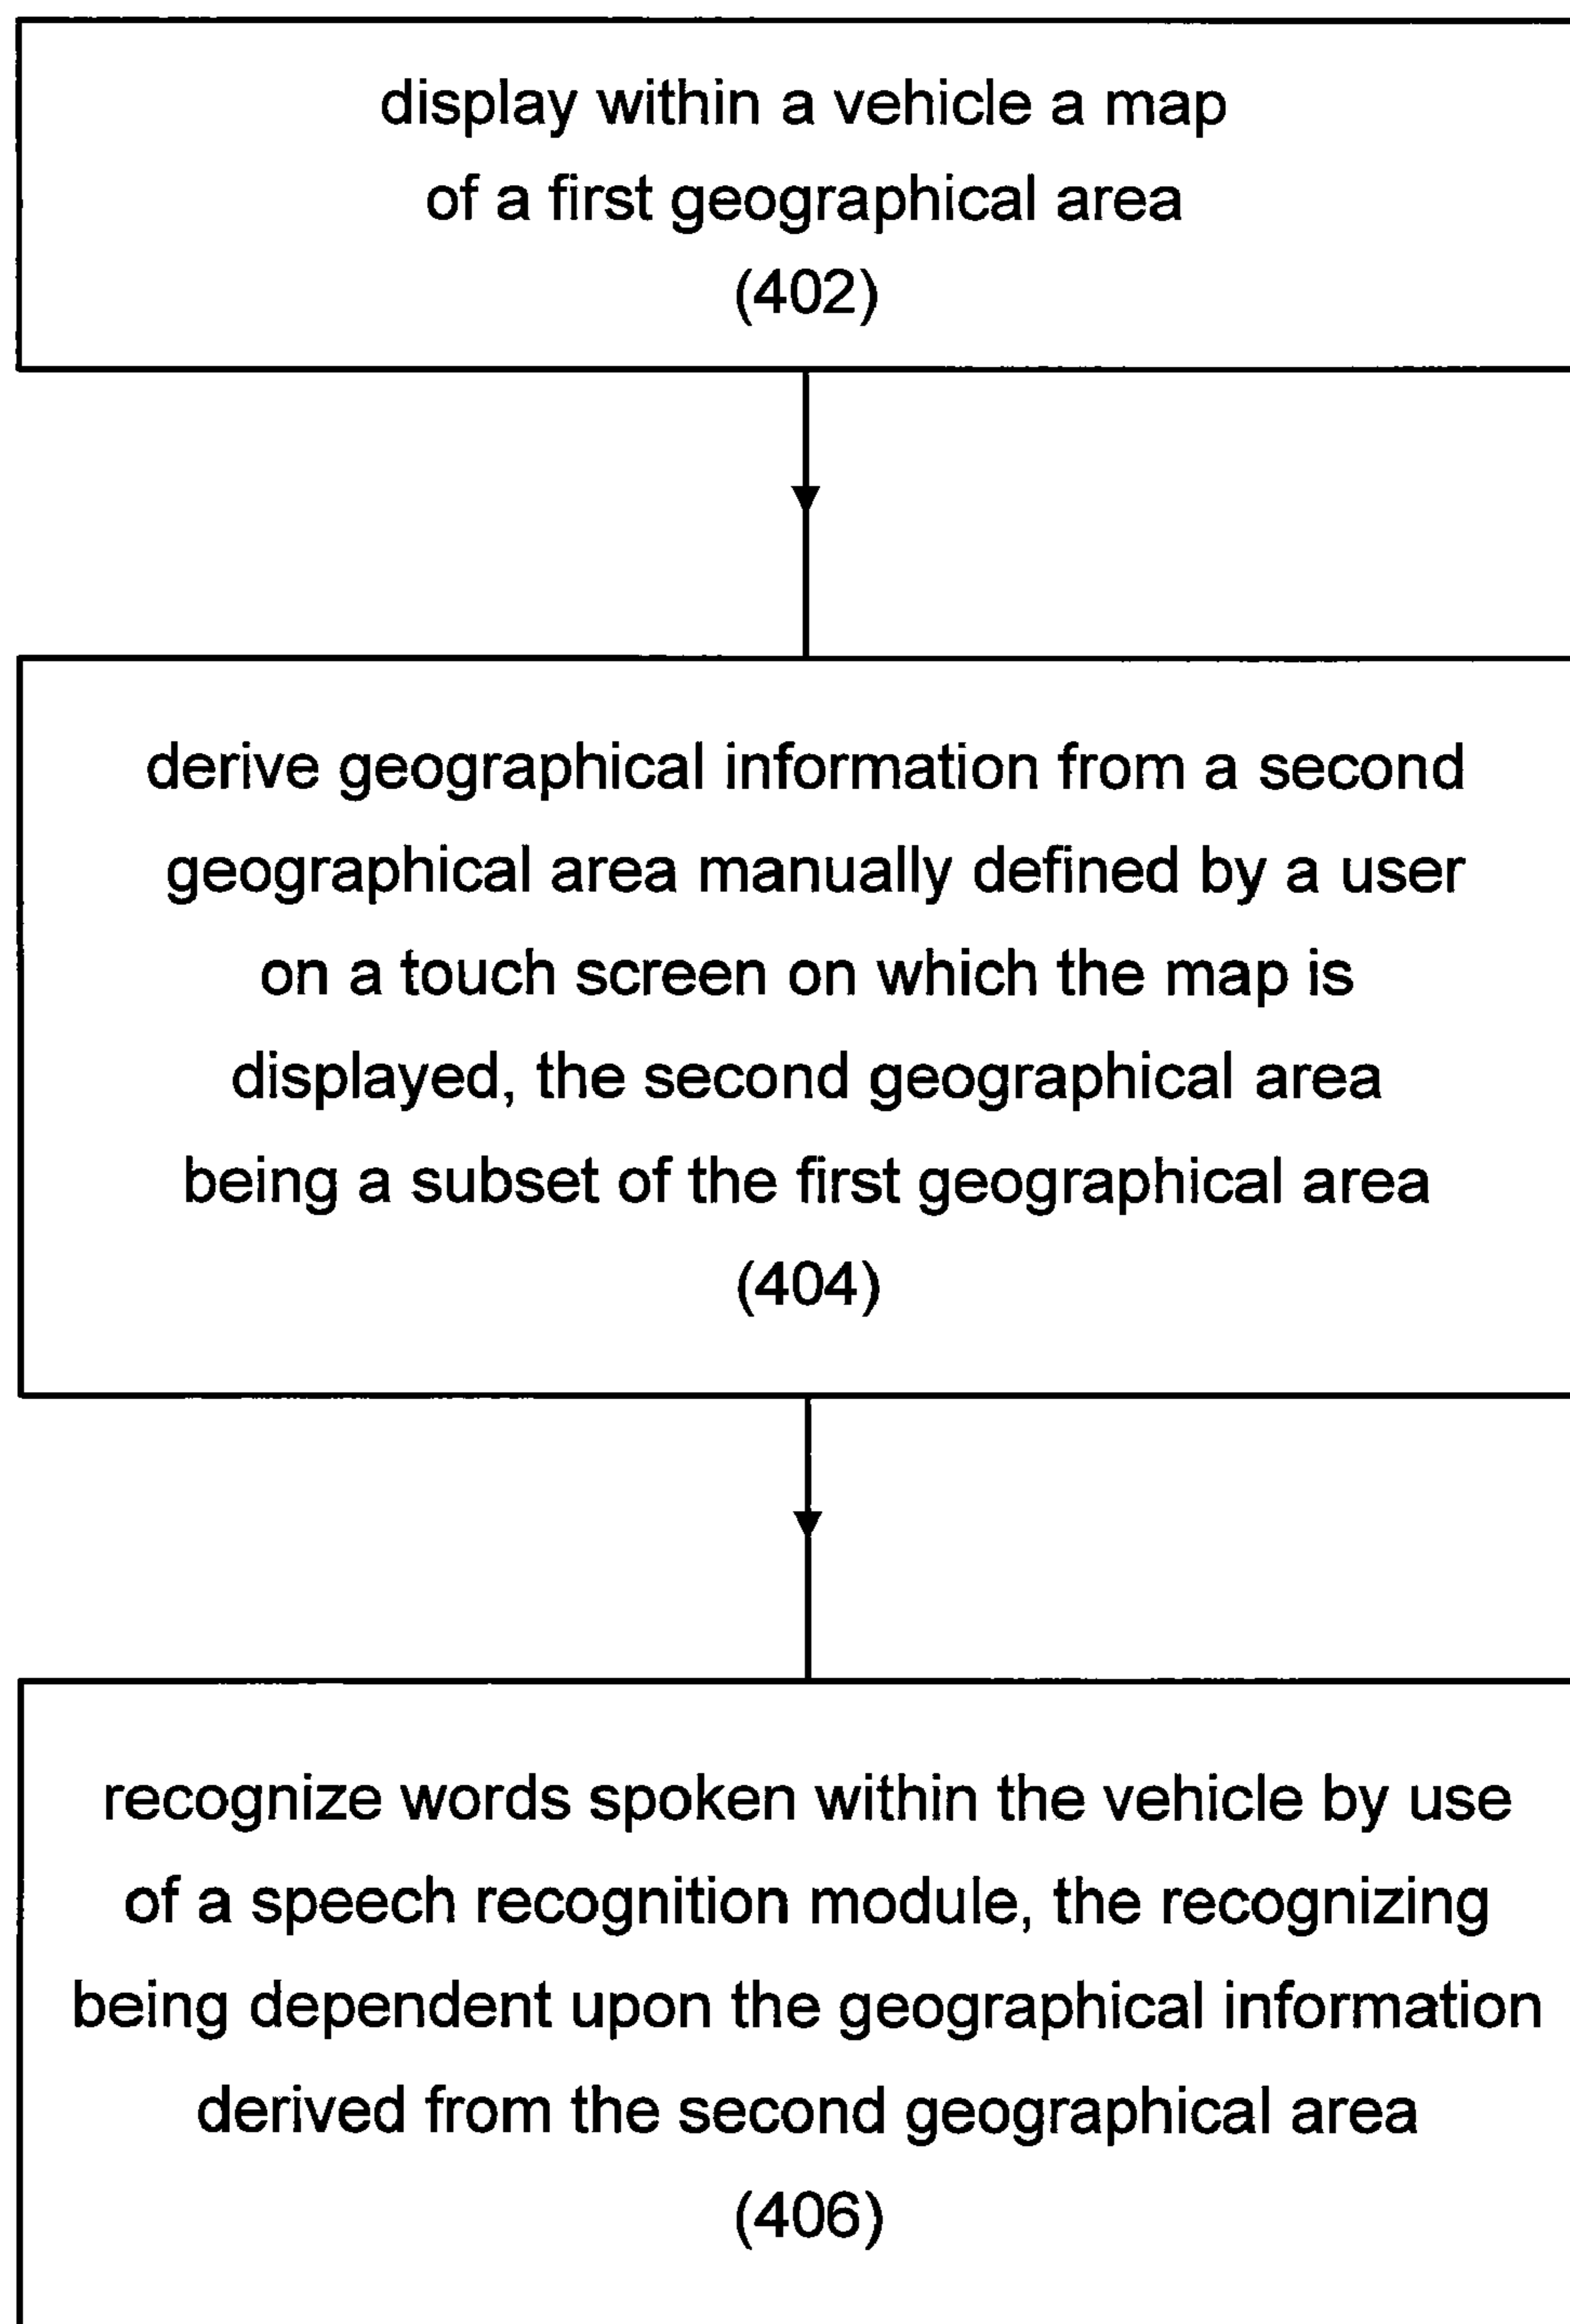 display within a vehicle a map
of a first geographical area
(402)
derive geographical information from a second
geographical area manually defined by a user
on a touch screen on which the map is
displayed, the second geographical area
being a subset of the first geographical area
(404)
recognize words spoken within the vehicle by use
of a speech recognition module, the recognizing
being dependent upon the geographical information
derived from the second geographical area
(406)